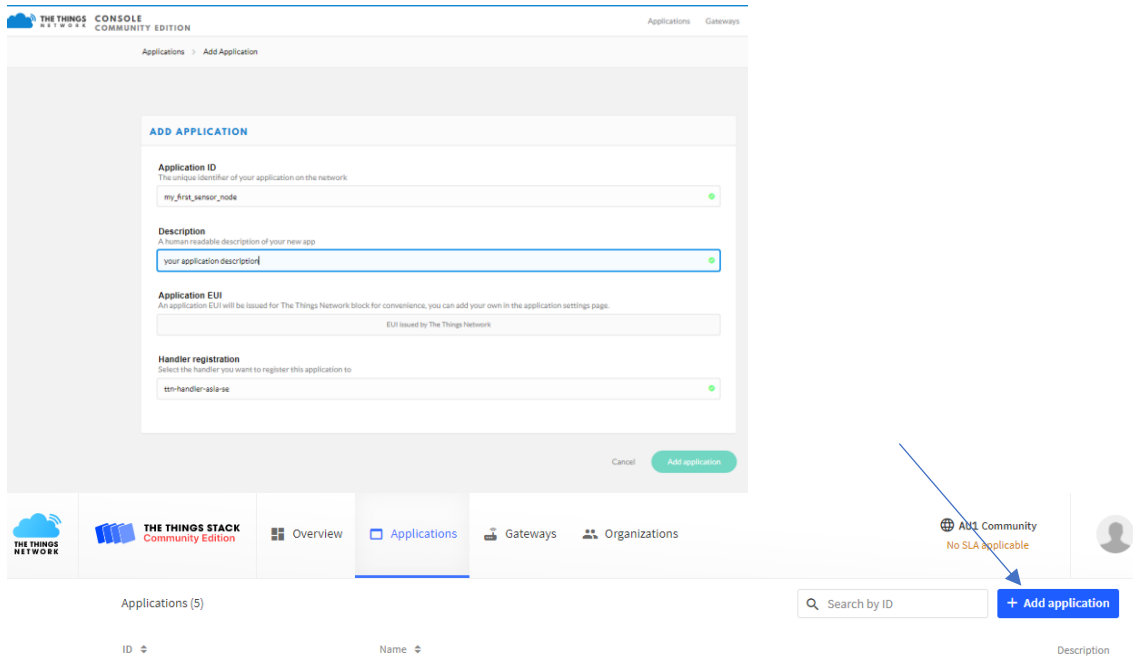 THE THINGS NETWORK
CONSOLE
COMMUNITY EDITION
Applications Gateways
Applications > Add Application
ADD APPLICATION
Application ID
The unique identifier of your application on the network
my_first_sensor_node
Description
A human readable description of your new app
your application description
Application EUI
An application EUI will be issued for The Things Network block for convenience, you can add your own in the application settings page.
EUI issued by The Things Network
Handler registration
Select the handler you want to register this application to
ttn-handler-asia-se
Cancel Add application
THE THINGS NETWORK
THE THINGS STACK
Community Edition
Overview Applications Gateways Organizations
AU1 Community
No SLA applicable
Applications (5)
Search by ID
+ Add application
ID Name Description